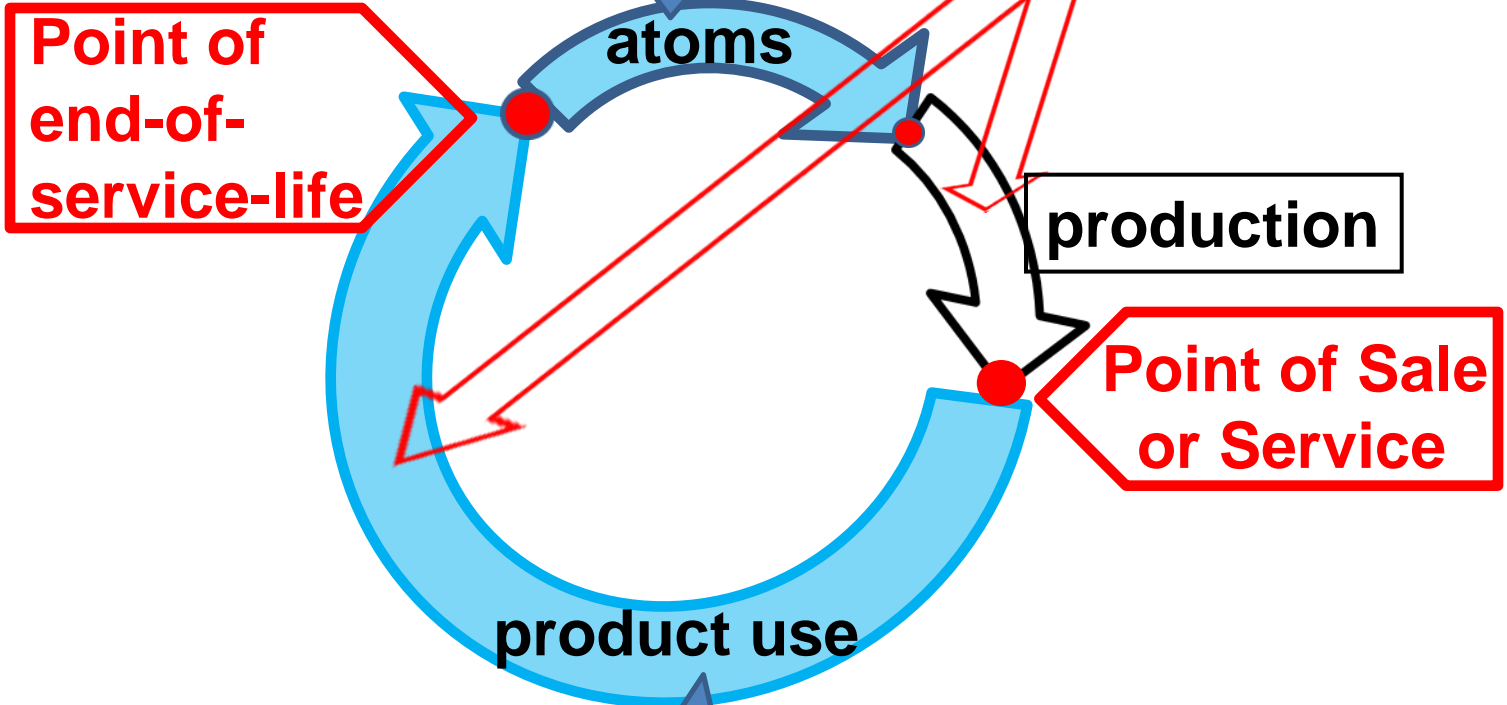 Point of
end-of-
service-life
atoms
production
Point of Sale
or Service
product use